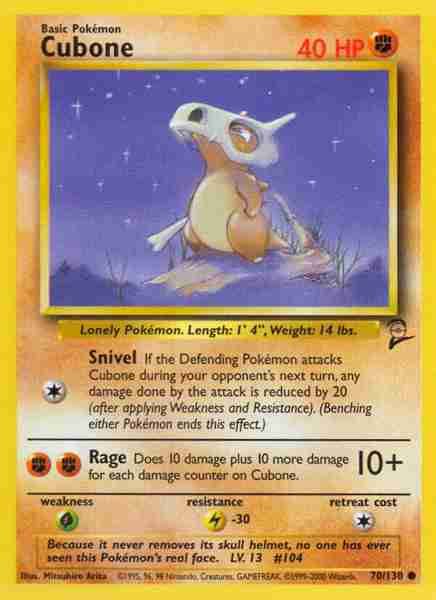 Basic Pokémon
Cubone
40 HP
Lonely Pokémon. Length: 1' 4", Weight: 14 lbs.
Snivel If the Defending Pokémon attacks
Cubone during your opponent's next turn, any
damage done by the attack is reduced by 20
(after applying Weakness and Resistance). (Benching
either Pokémon ends this effect.)
Rage Does 10 damage plus 10 more damage
for each damage counter on Cubone.
10+
weakness resistance retreat cost
-30
Because it never removes its skull helmet, no one has ever
seen this Pokémon's real face. LV. 13 #104
Illus. Mitsuhiro Arita ©1995, 96, 98 Nintendo, Creatures, GAMEFREAK. ©1999-2000 Wizards. 70/130